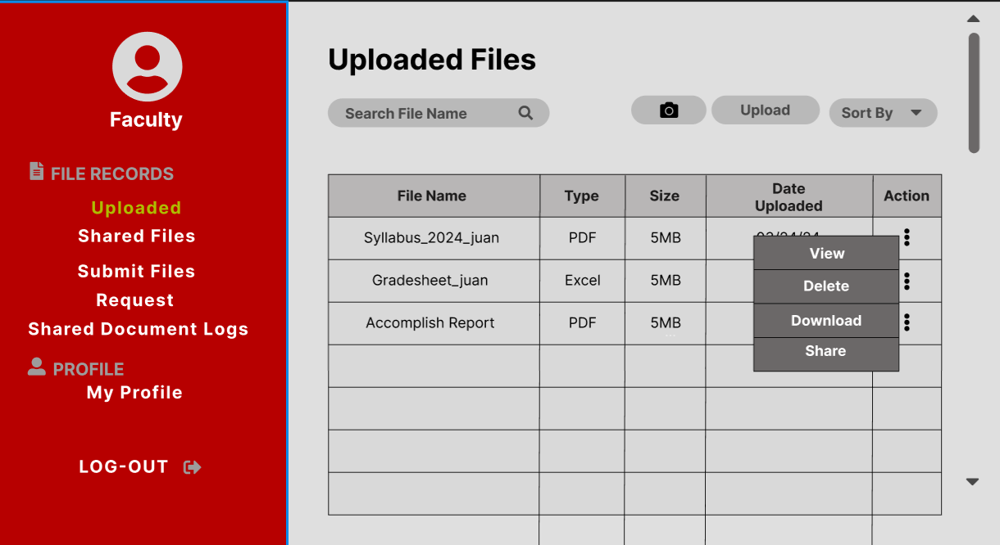 Faculty
FILE RECORDS
Uploaded
Shared Files
Submit Files
Request
Shared Document Logs
PROFILE
My Profile
LOG-OUT
Uploaded Files
Search File Name
Upload
Sort By
File Name Type Size Date Uploaded Action
Syllabus_2024_juan PDF 5MB
Gradesheet_juan Excel 5MB
Accomplish Report PDF 5MB
View
Delete
Download
Share